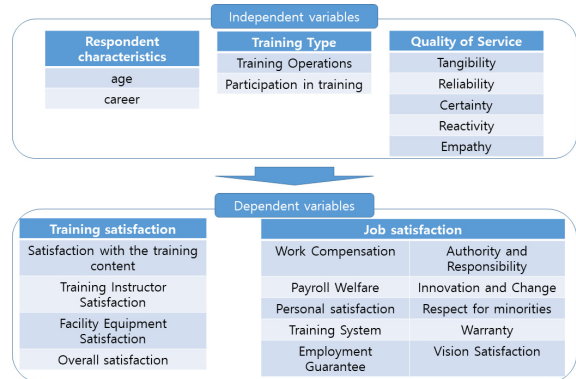 Independent variables
Respondent
characteristics
age
career
Training Type
Training Operations
Participation in training
Quality of Service
Tangibility
Reliability
Certainty
Reactivity
Empathy
Dependent variables
Training satisfaction
Satisfaction with the training
content
Training Instructor
Satisfaction
Facility Equipment
Satisfaction
Overall satisfaction
Job satisfaction
Work Compensation
Authority and
Responsibility
Payroll Welfare
Innovation and Change
Personal satisfaction
Respect for minorities
Training System
Warranty
Employment
Guarantee
Vision Satisfaction